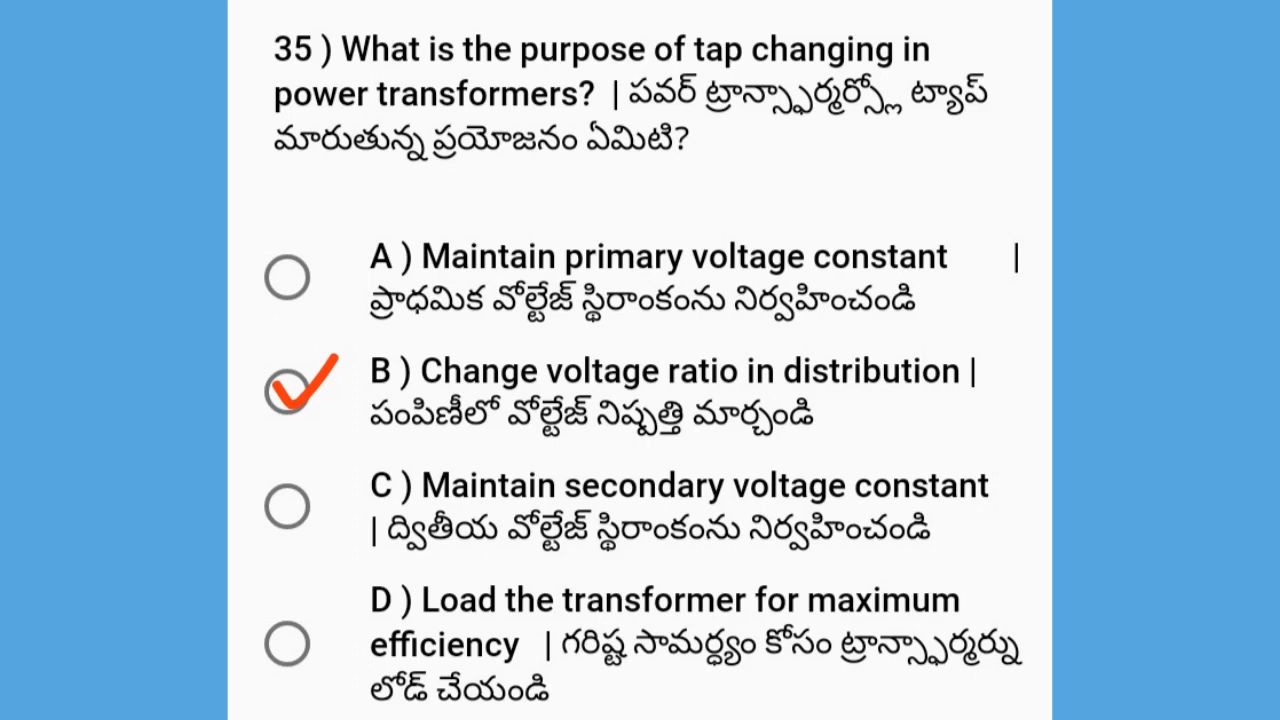 35 ) What is the purpose of tap changing in
power transformers? | పవర్ ట్రాన్స్ఫార్మర్స్లో ట్యాప్
మారుతున్న ప్రయోజనం ఏమిటి?
A ) Maintain primary voltage constant |
ప్రాధమిక వోల్టేజ్ స్థిరాంకంను నిర్వహించండి
B ) Change voltage ratio in distribution |
పంపిణీలో వోల్టేజ్ నిష్పత్తి మార్చండి
C ) Maintain secondary voltage constant
| ద్వితీయ వోల్టేజ్ స్థిరాంకంను నిర్వహించండి
D ) Load the transformer for maximum
efficiency | గరిష్ట సామర్ధ్యం కోసం ట్రాన్స్ఫార్మర్ను
లోడ్ చేయండి